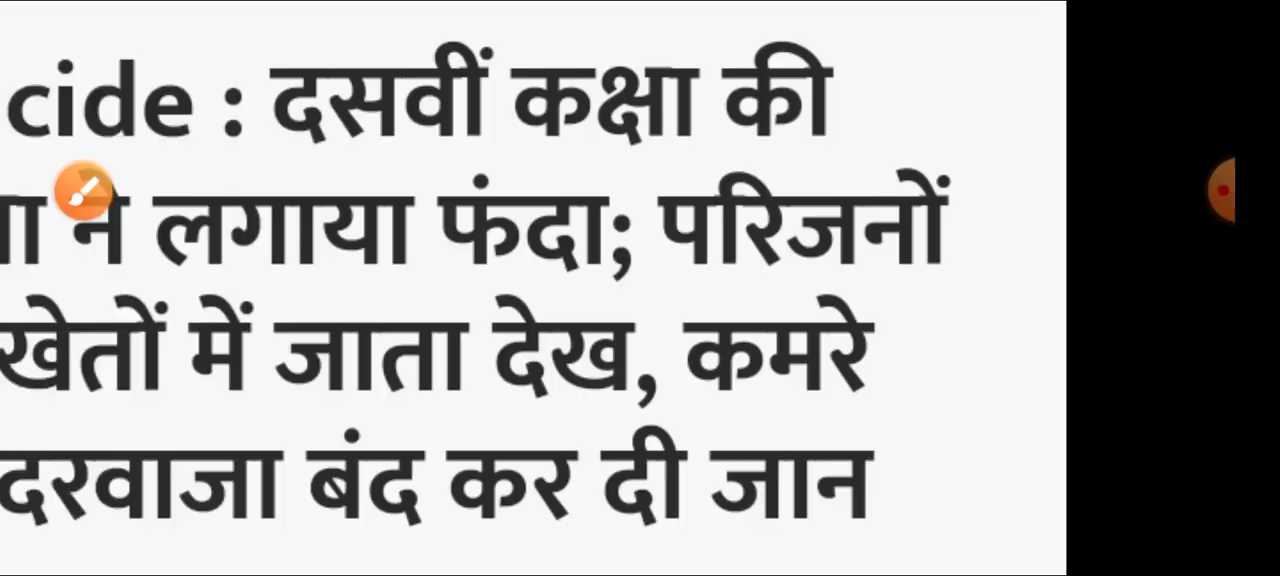 cide : दसवीं कक्षा की
ने लगाया फंदा; परिजनों
खेतों में जाता देख, कमरे
दरवाजा बंद कर दी जान